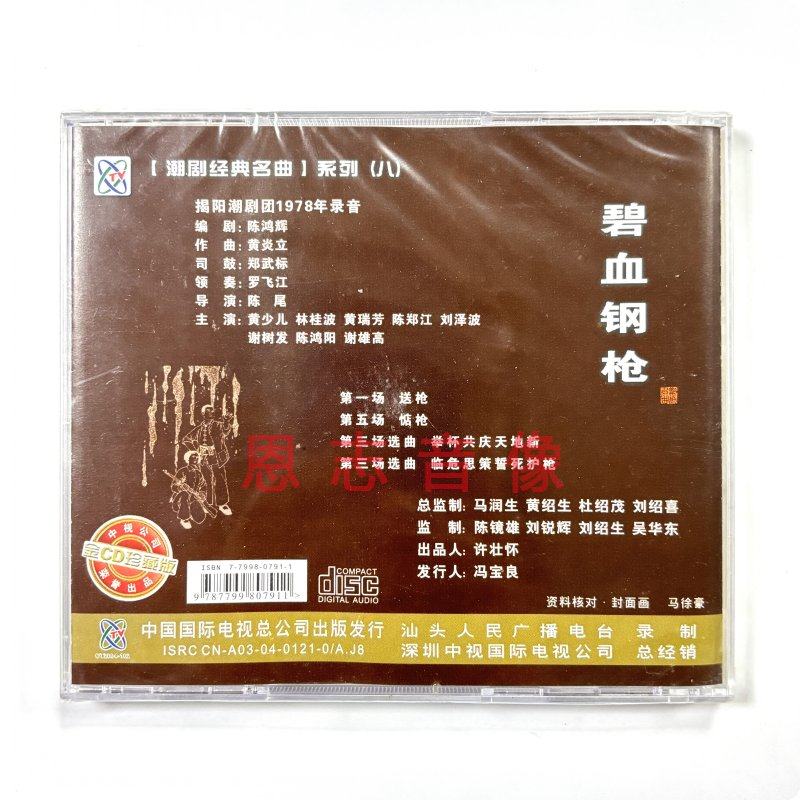 TV
【潮剧经典名曲】系列(八)
揭阳潮剧团1978年录音
编 剧:陈鸿辉
作 曲:黄炎立
司 鼓:郑武标
领 奏:罗飞江
导 演:陈 尾
主 演:黄少儿 林桂波 黄瑞芳 陈郑江 刘泽波
谢树发 陈鸿阳 谢雄高
碧血钢枪
第一场 送枪
第五场 惦枪
第三场选曲 举怀共庆天地新
第三场选曲 临危思策誓死护枪
恩志音像
总监制:马润生 黄绍生 杜绍茂 刘绍喜
监 制:陈镜雄 刘锐辉 刘绍生 吴华东
出品人:许壮怀
发行人:冯宝良
中视公司
金CD珍藏版
荣誉出品
ISBN 7-7998-0791-1
9 787799 807911 >
COMPACT
disc
DIGITAL AUDIO
资料核对·封面画 马徐豪
TV
中国国际电视总公司出版发行 汕头人民广播电台 录 制
ISRC CN-A03-04-0121-0/A.J8 深圳中视国际电视公司 总经销